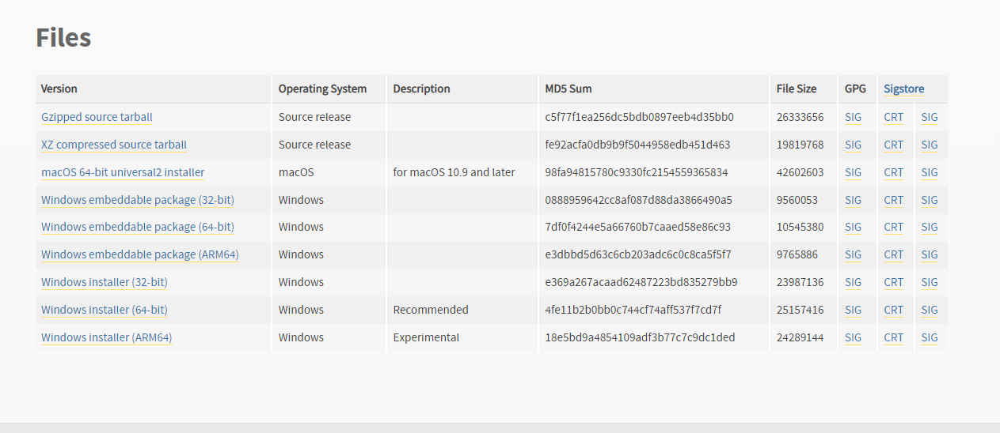 Files
Version Operating System Description MD5 Sum File Size GPG Sigstore
Gzipped source tarball Source release c5f77f1ea256dc5bdb0897eeb4d35bb0 26333656 SIG CRT SIG
XZ compressed source tarball Source release fe92acfa0db9b9f5044958edb451d463 19819768 SIG CRT SIG
macOS 64-bit universal2 installer macOS for macOS 10.9 and later 98fa94815780c9330fc2154559365834 42602603 SIG CRT SIG
Windows embeddable package (32-bit) Windows 0888959642cc8af087d88da3866490a5 9560053 SIG CRT SIG
Windows embeddable package (64-bit) Windows 7df0f4244e5a66760b7caaed58e86c93 10545380 SIG CRT SIG
Windows embeddable package (ARM64) Windows e3dbbd5d63c6cb203adc6c0c8ca5f5f7 9765886 SIG CRT SIG
Windows installer (32-bit) Windows e369a267acaad62487223bd835279bb9 23987136 SIG CRT SIG
Windows installer (64-bit) Windows Recommended 4fe11b2b0bb0c744cf74aff537f7cd7f 25157416 SIG CRT SIG
Windows installer (ARM64) Windows Experimental 18e5bd9a4854109adf3b77c7c9dc1ded 24289144 SIG CRT SIG